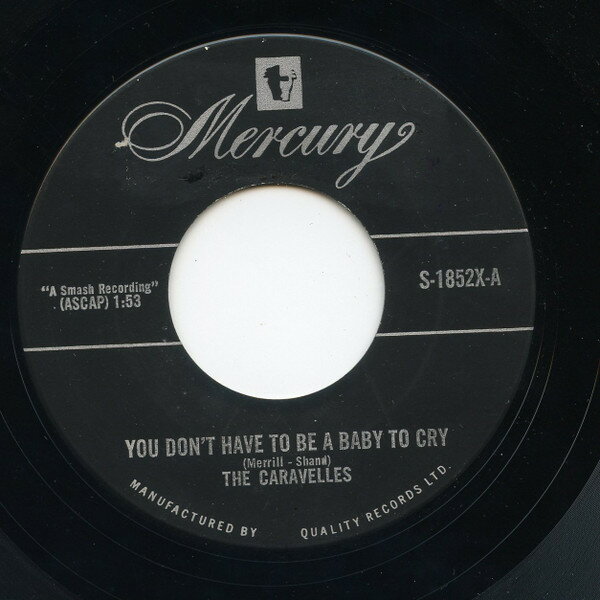 Mercury
"A Smash Recording"
(ASCAP) 1:53
S-1852X-A
YOU DON'T HAVE TO BE A BABY TO CRY
(Merrill - Shand)
THE CARAVELLES
MANUFACTURED BY QUALITY RECORDS LTD.